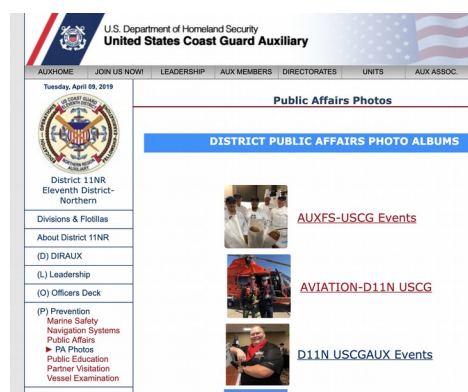 U.S. Department of Homeland Security
United States Coast Guard Auxiliary
AUXHOME JOIN US NOW! LEADERSHIP AUX MEMBERS DIRECTORATES UNITS AUX ASSOC.
Tuesday, April 09, 2019
District 11NR
Eleventh District-
Northern
Divisions & Flotillas
About District 11NR
(D) DIRAUX
(L) Leadership
(O) Officers Deck
(P) Prevention
Marine Safety
Navigation Systems
Public Affairs
► PA Photos
Public Education
Partner Visitation
Vessel Examination
Public Affairs Photos
DISTRICT PUBLIC AFFAIRS PHOTO ALBUMS
AUXFS-USCG Events
AVIATION-D11N USCG
D11N USCGAUX Events